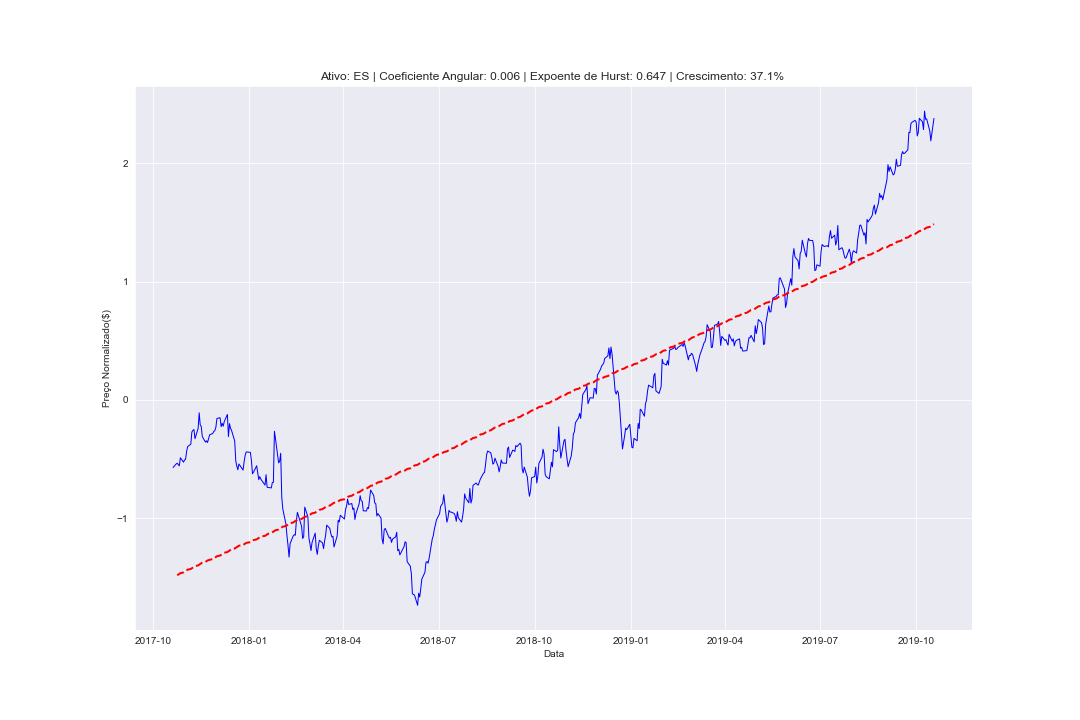 Ativo: ES | Coeficiente Angular: 0.006 | Expoente de Hurst: 0.647 | Crescimento: 37.1%
Preço Normalizado($)
2
1
0
−1
2017-10 2018-01 2018-04 2018-07 2018-10 2019-01 2019-04 2019-07 2019-10
Data